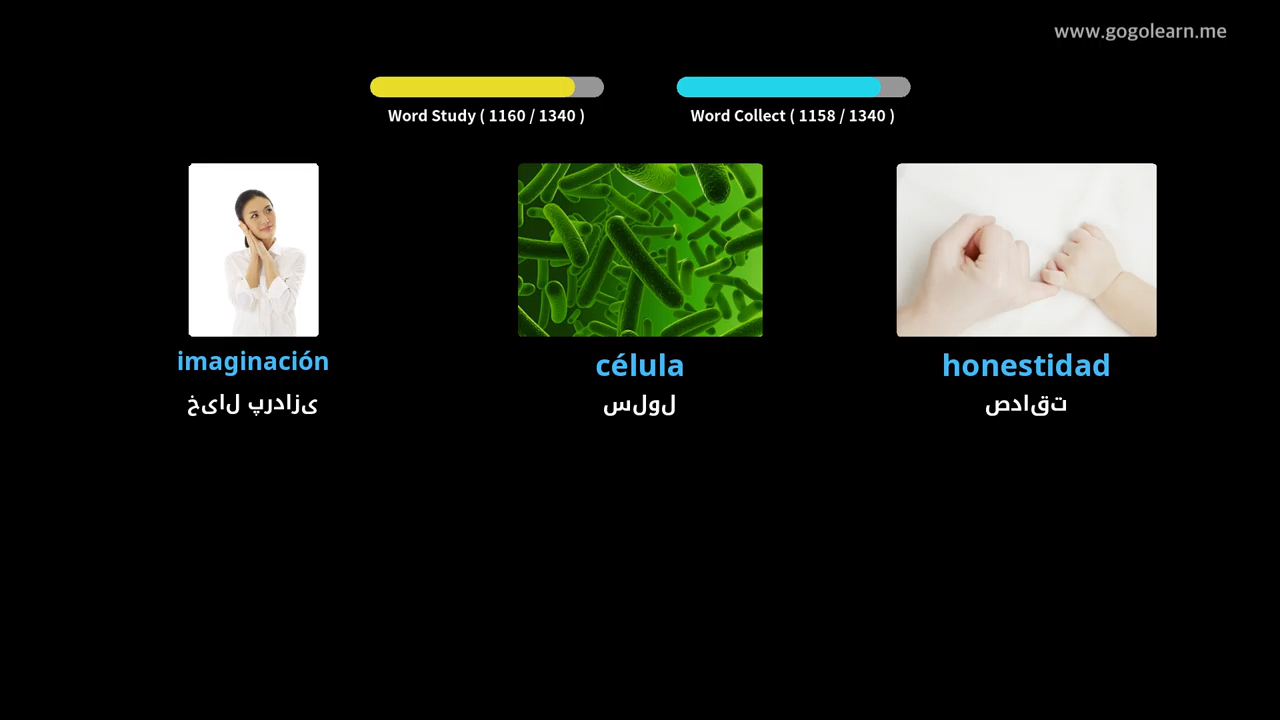 www.gogolearn.me
Word Study ( 1160 / 1340 )
Word Collect ( 1158 / 1340 )
imaginación
خیال پردازی
célula
سلول
honestidad
صداقت